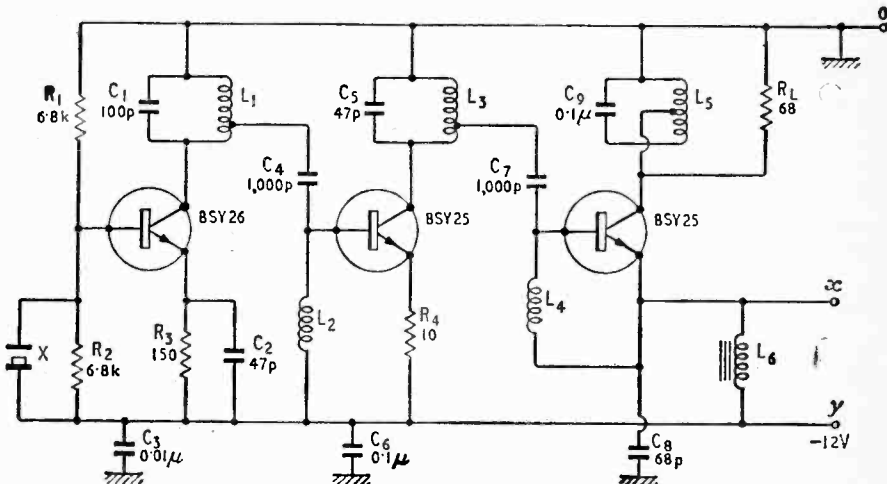 0
R1
6.8k
C1
100p
L1
C5
47p
L3
C9
0.1μ
L5
RL
68
C4
1,000p
C7
1,000p
BSY26
BSY25
BSY25
X
R2
6.8k
R3
150
C2
47p
L2
R4
10
L4
x
L6
y
-12V
C3
0.01μ
C6
0.1μ
C8
68p